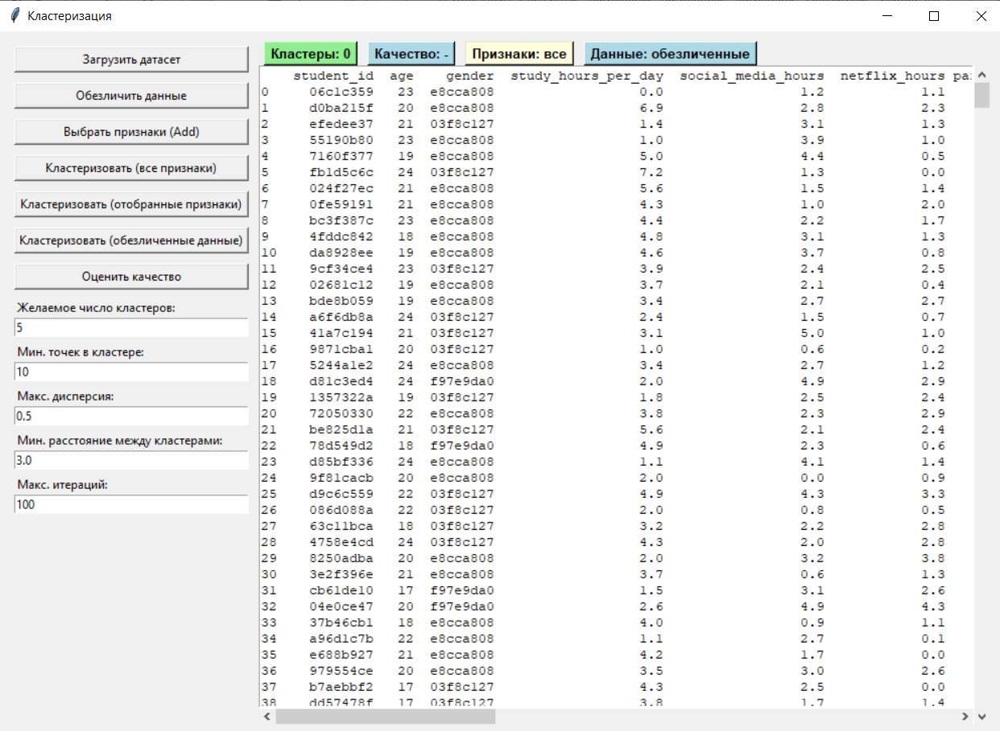 Кластеризация
Загрузить датасет
Обезличить данные
Выбрать признаки (Add)
Кластеризовать (все признаки)
Кластеризовать (отобранные признаки)
Кластеризовать (обезличенные данные)
Оценить качество
Желаемое число кластеров:
5
Мин. точек в кластере:
10
Макс. дисперсия:
0.5
Мин. расстояние между кластерами:
3.0
Макс. итераций:
100
Кластеры: 0 Качество: - Признаки: все Данные: обезличенные
student_id age gender study_hours_per_day social_media_hours netflix_hours
0 06c1c359 23 e8cca808 0.0 1.2 1.1
1 d0ba215f 20 e8cca808 6.9 2.8 2.3
2 efedee37 21 03f8c127 1.4 3.1 1.3
3 55190b80 23 e8cca808 1.0 3.9 1.0
4 7160f377 19 e8cca808 5.0 4.4 0.5
5 fb1d5c6c 24 03f8c127 7.2 1.3 0.0
6 024f27ec 21 e8cca808 5.6 1.5 1.4
7 0fe59191 21 e8cca808 4.3 1.0 2.0
8 bc3f387c 23 e8cca808 4.4 2.2 1.7
9 4fddc842 18 e8cca808 4.8 3.1 1.3
10 da8928ee 19 e8cca808 4.6 3.7 0.8
11 9cf34ce4 23 03f8c127 3.9 2.4 2.5
12 02681c12 19 e8cca808 3.7 2.1 0.4
13 bde8b059 19 e8cca808 3.4 2.7 2.7
14 a6f6db8a 24 03f8c127 2.4 1.5 0.7
15 41a7c194 21 03f8c127 3.1 5.0 1.0
16 9871cba1 20 03f8c127 1.0 0.6 0.2
17 5244a1e2 24 e8cca808 3.4 2.7 1.2
18 d81c3ed4 24 f97e9da0 2.0 4.9 2.9
19 1357322a 19 03f8c127 1.8 2.5 2.4
20 72050330 22 e8cca808 3.8 2.3 2.9
21 be825d1a 21 03f8c127 5.6 2.1 2.4
22 78d549d2 18 f97e9da0 4.9 2.3 0.6
23 d85bf336 24 e8cca808 1.1 4.1 1.4
24 9f81cacb 20 e8cca808 2.0 0.0 0.9
25 d9c6c559 22 03f8c127 4.9 4.3 3.3
26 086d088a 22 03f8c127 2.0 0.8 0.5
27 63c11bca 18 03f8c127 3.2 2.2 2.8
28 4758e4cd 24 03f8c127 4.3 2.0 2.8
29 8250adba 20 e8cca808 2.0 3.2 3.8
30 3e2f396e 21 e8cca808 3.7 0.6 1.3
31 cb61de10 17 f97e9da0 1.5 3.1 2.6
32 04e0ce47 20 f97e9da0 2.6 4.9 4.3
33 37b46cb1 18 e8cca808 4.0 0.9 1.1
34 a96d1c7b 22 e8cca808 1.1 2.7 0.1
35 e688b927 21 e8cca808 4.2 1.7 0.0
36 979554ce 20 e8cca808 3.5 3.0 2.6
37 b7aebbf2 17 03f8c127 4.3 2.5 0.0
38 dd57478f 17 03f8c127 3.8 1.7 1.4